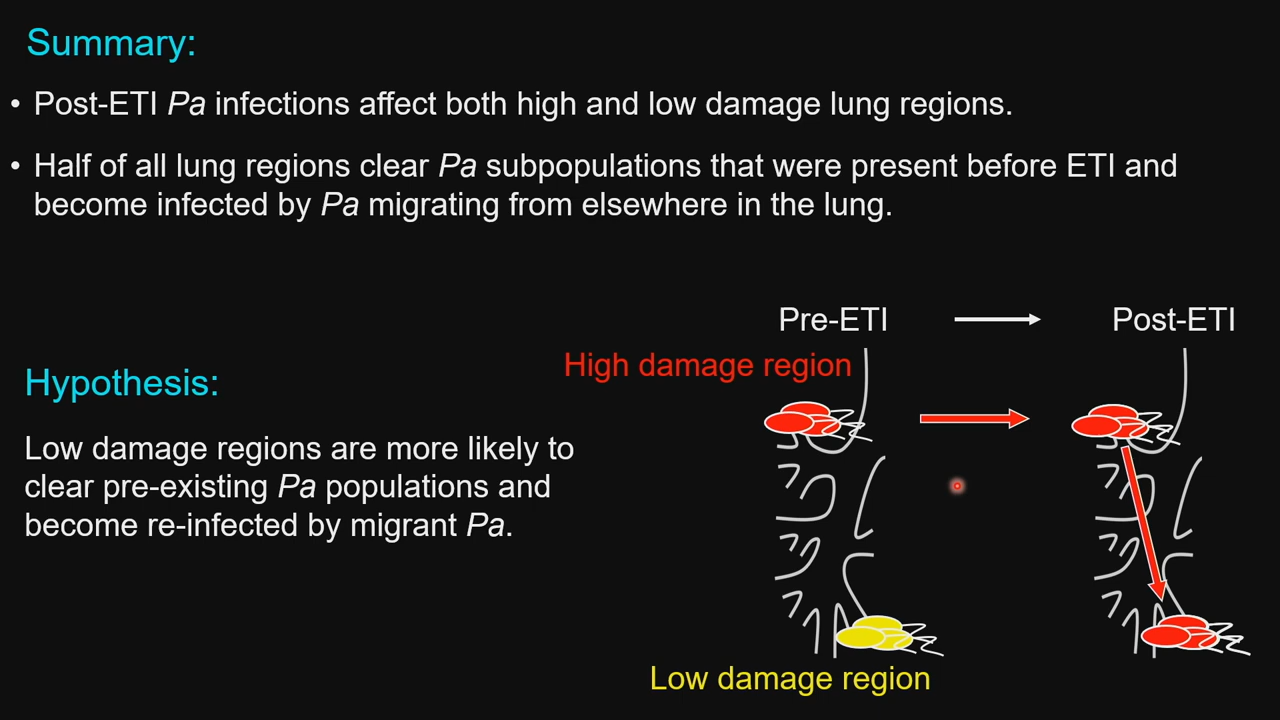 Summary:
• Post-ETI Pa infections affect both high and low damage lung regions.
• Half of all lung regions clear Pa subpopulations that were present before ETI and
become infected by Pa migrating from elsewhere in the lung.
Pre-ETI
Post-ETI
High damage region
Hypothesis:
Low damage regions are more likely to
clear pre-existing Pa populations and
become re-infected by migrant Pa.
Low damage region